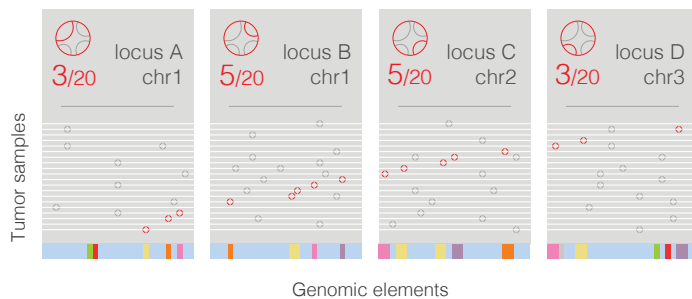 locus A
3/20 chr1
locus B
5/20 chr1
locus C
5/20 chr2
locus D
3/20 chr3
Tumor samples
Genomic elements